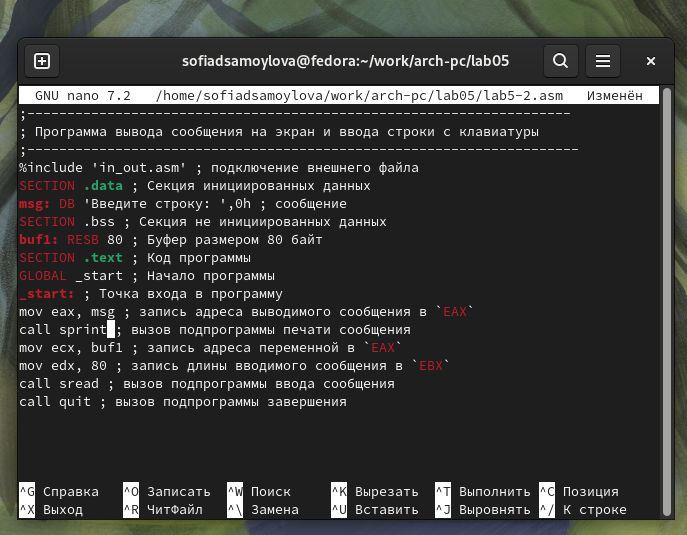 sofiadsamoylova@fedora:~/work/arch-pc/lab05
GNU nano 7.2 /home/sofiadsamoylova/work/arch-pc/lab05/lab5-2.asm Изменён
;--------------------------------------------------------------------
; Программа вывода сообщения на экран и ввода строки с клавиатуры
;---------------------------------------------------------------------
%include 'in_out.asm' ; подключение внешнего файла
SECTION .data ; Секция инициированных данных
msg: DB 'Введите строку: ',0h ; сообщение
SECTION .bss ; Секция не инициированных данных
buf1: RESB 80 ; Буфер размером 80 байт
SECTION .text ; Код программы
GLOBAL _start ; Начало программы
_start: ; Точка входа в программу
mov eax, msg ; запись адреса выводимого сообщения в `EAX`
call sprint ; вызов подпрограммы печати сообщения
mov ecx, buf1 ; запись адреса переменной в `EAX`
mov edx, 80 ; запись длины вводимого сообщения в `EBX`
call sread ; вызов подпрограммы ввода сообщения
call quit ; вызов подпрограммы завершения
^G Справка ^O Записать ^W Поиск ^K Вырезать ^T Выполнить ^C Позиция
^X Выход ^R ЧитФайл ^\ Замена ^U Вставить ^J Выровнять ^/ К строке